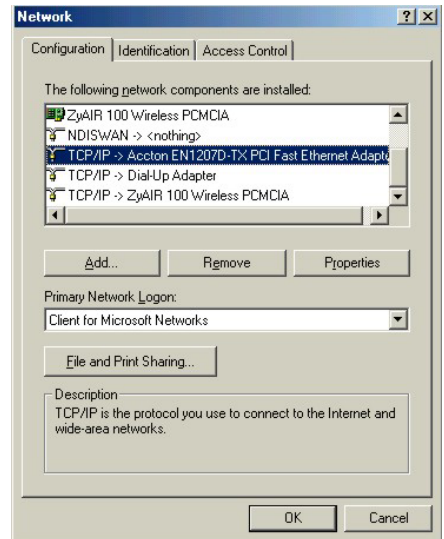 Network
Configuration Identification Access Control
The following network components are installed:
ZyAIR 100 Wireless PCMCIA
NDISWAN -> <nothing>
TCP/IP -> Accton EN1207D-TX PCI Fast Ethernet Adapte
TCP/IP -> Dial-Up Adapter
TCP/IP -> ZyAIR 100 Wireless PCMCIA
Add... Remove Properties
Primary Network Logon:
Client for Microsoft Networks
File and Print Sharing...
Description
TCP/IP is the protocol you use to connect to the Internet and
wide-area networks.
OK Cancel